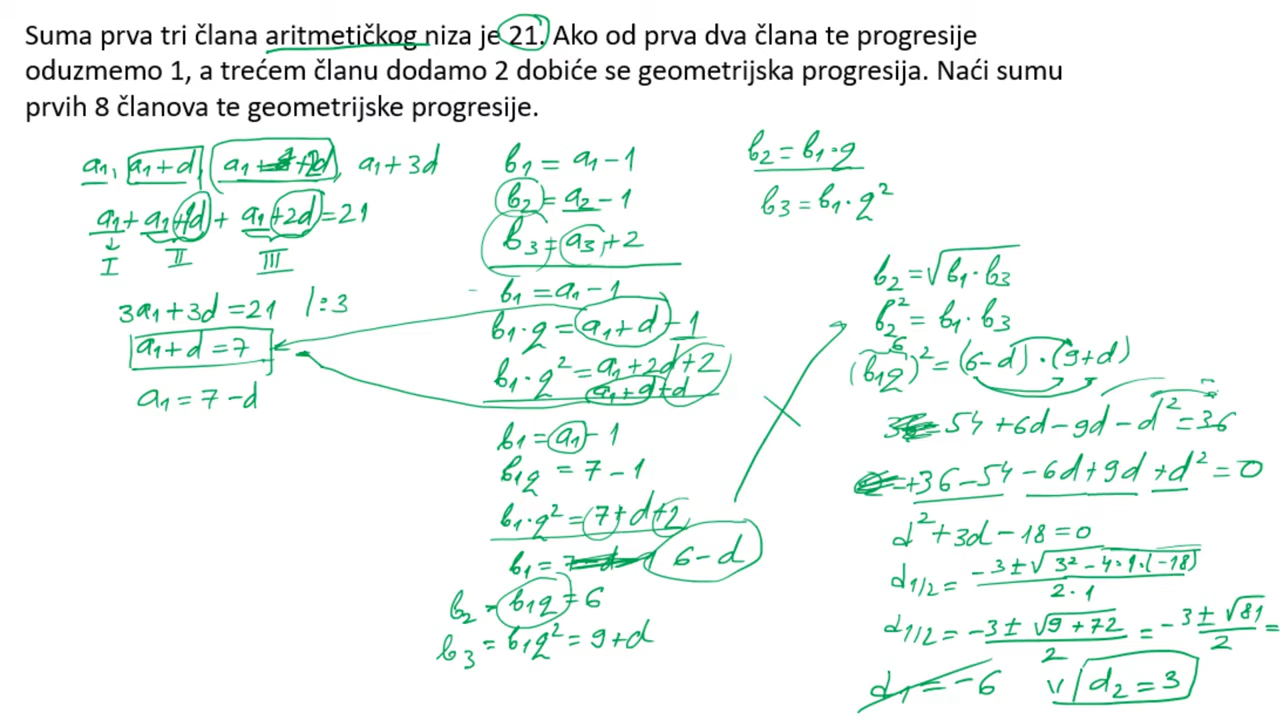 Suma prva tri člana aritmetičkog niza je 21. Ako od prva dva člana te progresije
oduzmemo 1, a trećem članu dodamo 2 dobiće se geometrijska progresija. Naći sumu
prvih 8 članova te geometrijske progresije.
a₁, a₁+d, a₁+2d, a₁+3d
a₁+a₁+d+a₁+2d=21
I II III
3a₁+3d=21 /:3
a₁+d=7
a₁=7-d
b₁=a₁-1
b₂=a₂-1
b₃=a₃+2
b₁=a₁-1
b₁·q=a₁+d-1
b₁·q²=a₁+2d+2
a₁+d+d
b₁=a₁-1
b₁q=7-1
b₁·q²=7+d+2
b₁=6-d
b₂=b₁q=6
b₃=b₁q²=9+d
b₂=b₁·q
b₃=b₁·q²
b₂=√b₁·b₃
b₂²=b₁·b₃
6
(b₁q)²=(6-d)·(9+d)
54+6d-9d-d²=36
+36-54-6d+9d+d²=0
d²+3d-18=0
d₁/₂=(-3±√3²-4·1·(-18))/2·1
d₁/₂=(-3±√9+72)/2=(-3±√81)/2=
d₁=-6 ∨ d₂=3